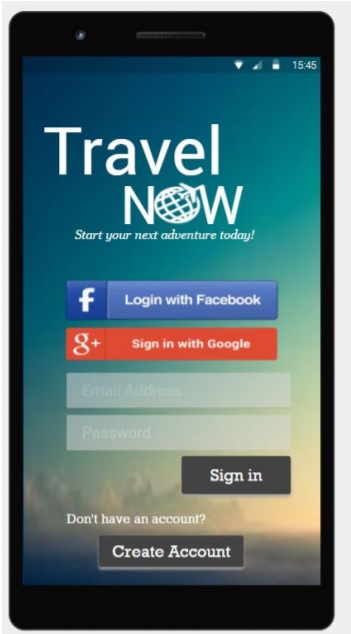 15:45
Travel
NOW
Start your next adventure today!
f Login with Facebook
g+ Sign in with Google
Email Address
Password
Sign in
Don't have an account?
Create Account